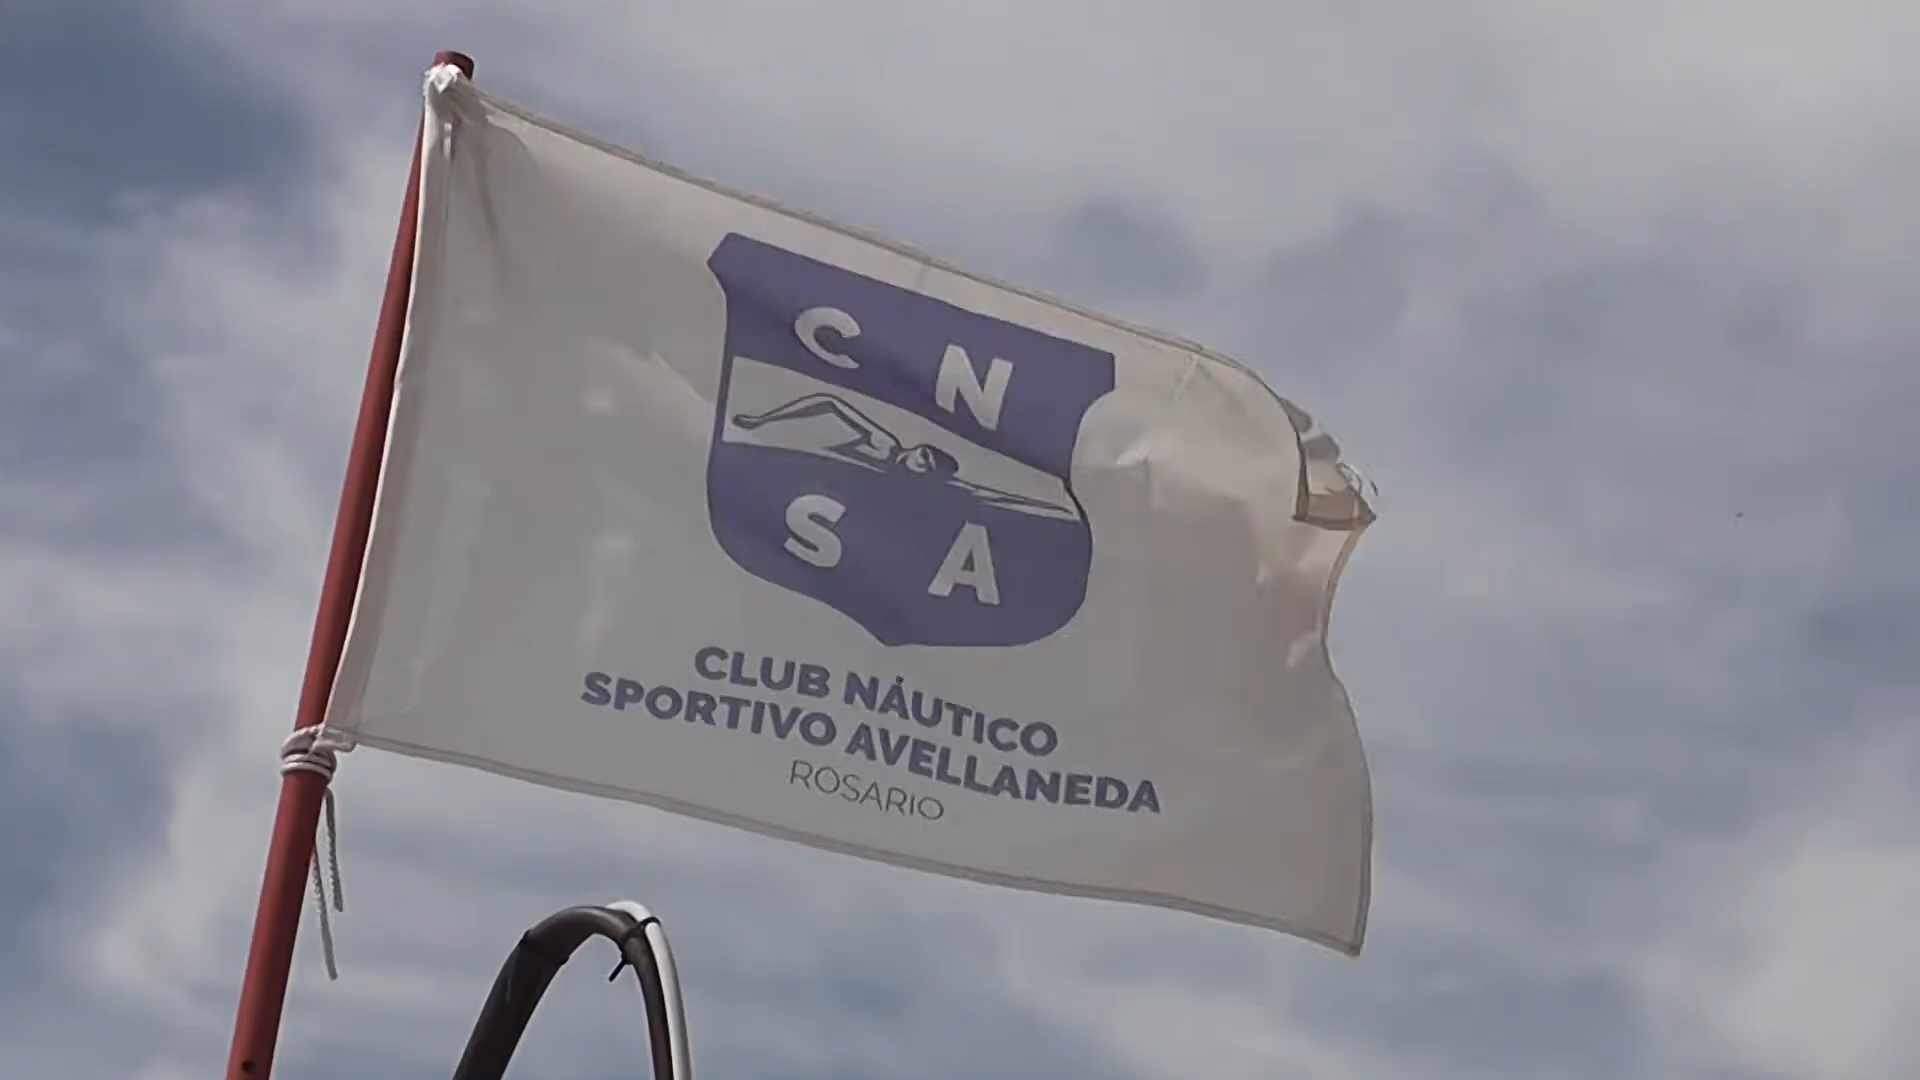 C N
S A
CLUB NÁUTICO
SPORTIVO AVELLANEDA
ROSARIO